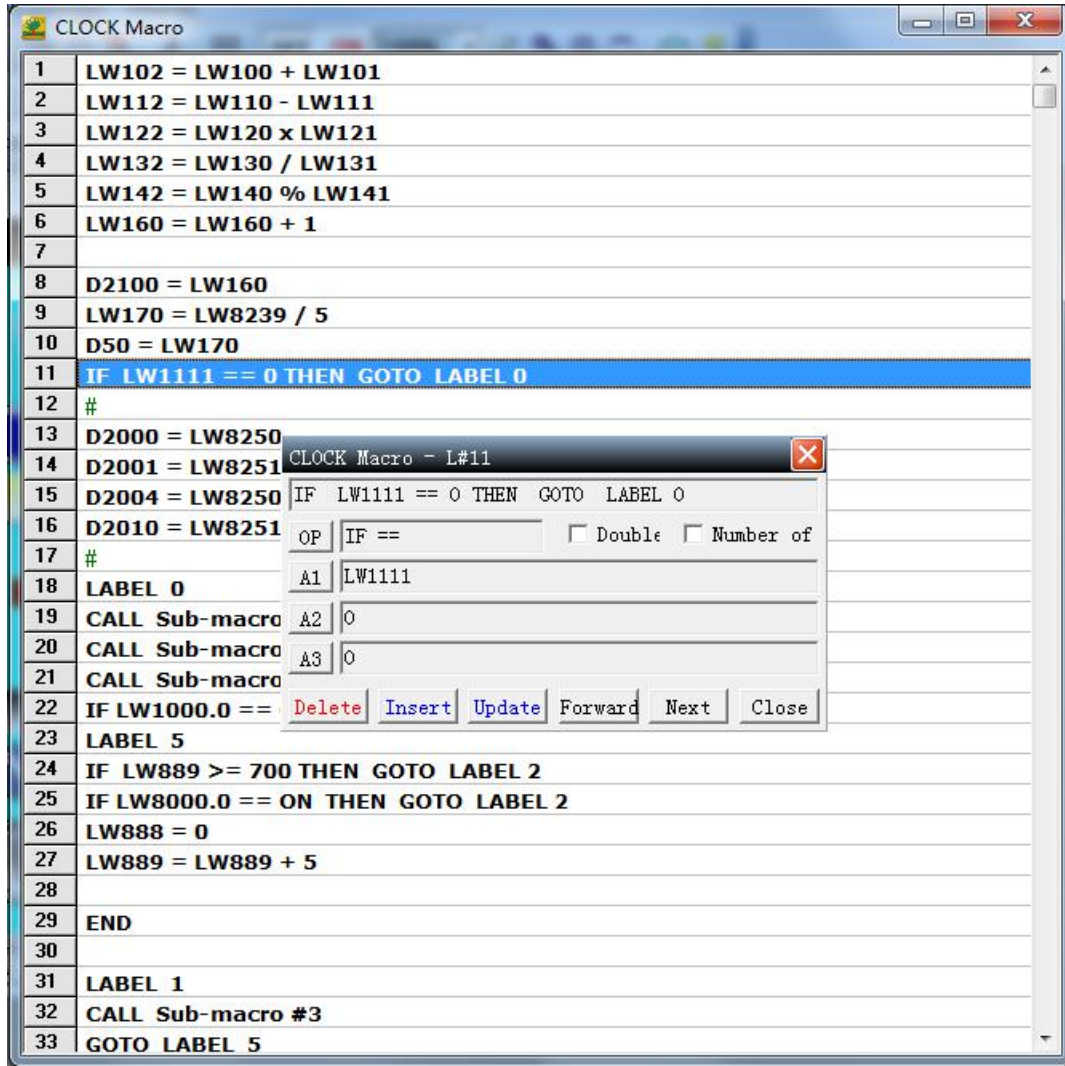 CLOCK Macro
1 LW102 = LW100 + LW101
2 LW112 = LW110 - LW111
3 LW122 = LW120 x LW121
4 LW132 = LW130 / LW131
5 LW142 = LW140 % LW141
6 LW160 = LW160 + 1
7
8 D2100 = LW160
9 LW170 = LW8239 / 5
10 D50 = LW170
11 IF LW1111 == 0 THEN GOTO LABEL 0
12 #
13 D2000 = LW8250
14 D2001 = LW8251
15 D2004 = LW8250
16 D2010 = LW8251
17 #
18 LABEL 0
19 CALL Sub-macro
20 CALL Sub-macro
21 CALL Sub-macro
22 IF LW1000.0 ==
23 LABEL 5
24 IF LW889 >= 700 THEN GOTO LABEL 2
25 IF LW8000.0 == ON THEN GOTO LABEL 2
26 LW888 = 0
27 LW889 = LW889 + 5
28
29 END
30
31 LABEL 1
32 CALL Sub-macro #3
33 GOTO LABEL 5
CLOCK Macro - L#11
IF LW1111 == 0 THEN GOTO LABEL 0
OP IF == Double Number of
A1 LW1111
A2 0
A3 0
Delete Insert Update Forward Next Close